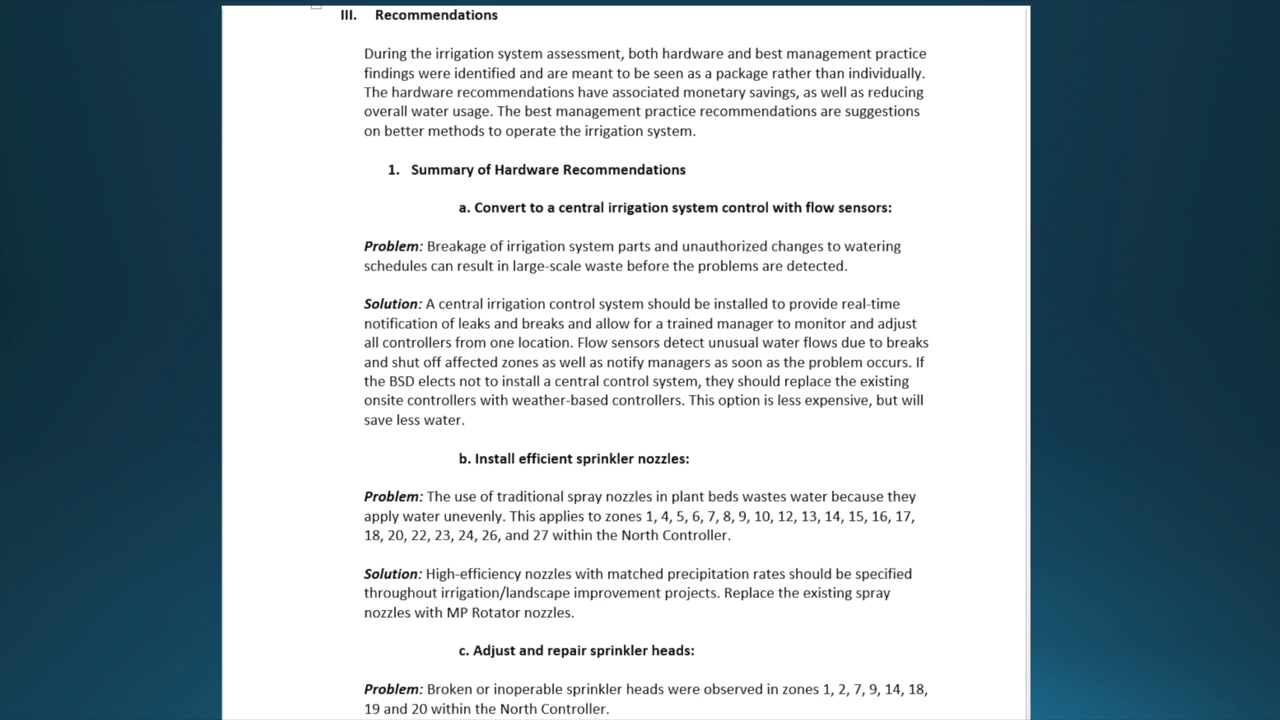 III. Recommendations
During the irrigation system assessment, both hardware and best management practice
findings were identified and are meant to be seen as a package rather than individually.
The hardware recommendations have associated monetary savings, as well as reducing
overall water usage. The best management practice recommendations are suggestions
on better methods to operate the irrigation system.
1. Summary of Hardware Recommendations
a. Convert to a central irrigation system control with flow sensors:
Problem: Breakage of irrigation system parts and unauthorized changes to watering
schedules can result in large-scale waste before the problems are detected.
Solution: A central irrigation control system should be installed to provide real-time
notification of leaks and breaks and allow for a trained manager to monitor and adjust
all controllers from one location. Flow sensors detect unusual water flows due to breaks
and shut off affected zones as well as notify managers as soon as the problem occurs. If
the BSD elects not to install a central control system, they should replace the existing
onsite controllers with weather-based controllers. This option is less expensive, but will
save less water.
b. Install efficient sprinkler nozzles:
Problem: The use of traditional spray nozzles in plant beds wastes water because they
apply water unevenly. This applies to zones 1, 4, 5, 6, 7, 8, 9, 10, 12, 13, 14, 15, 16, 17,
18, 20, 22, 23, 24, 26, and 27 within the North Controller.
Solution: High-efficiency nozzles with matched precipitation rates should be specified
throughout irrigation/landscape improvement projects. Replace the existing spray
nozzles with MP Rotator nozzles.
c. Adjust and repair sprinkler heads:
Problem: Broken or inoperable sprinkler heads were observed in zones 1, 2, 7, 9, 14, 18,
19 and 20 within the North Controller.